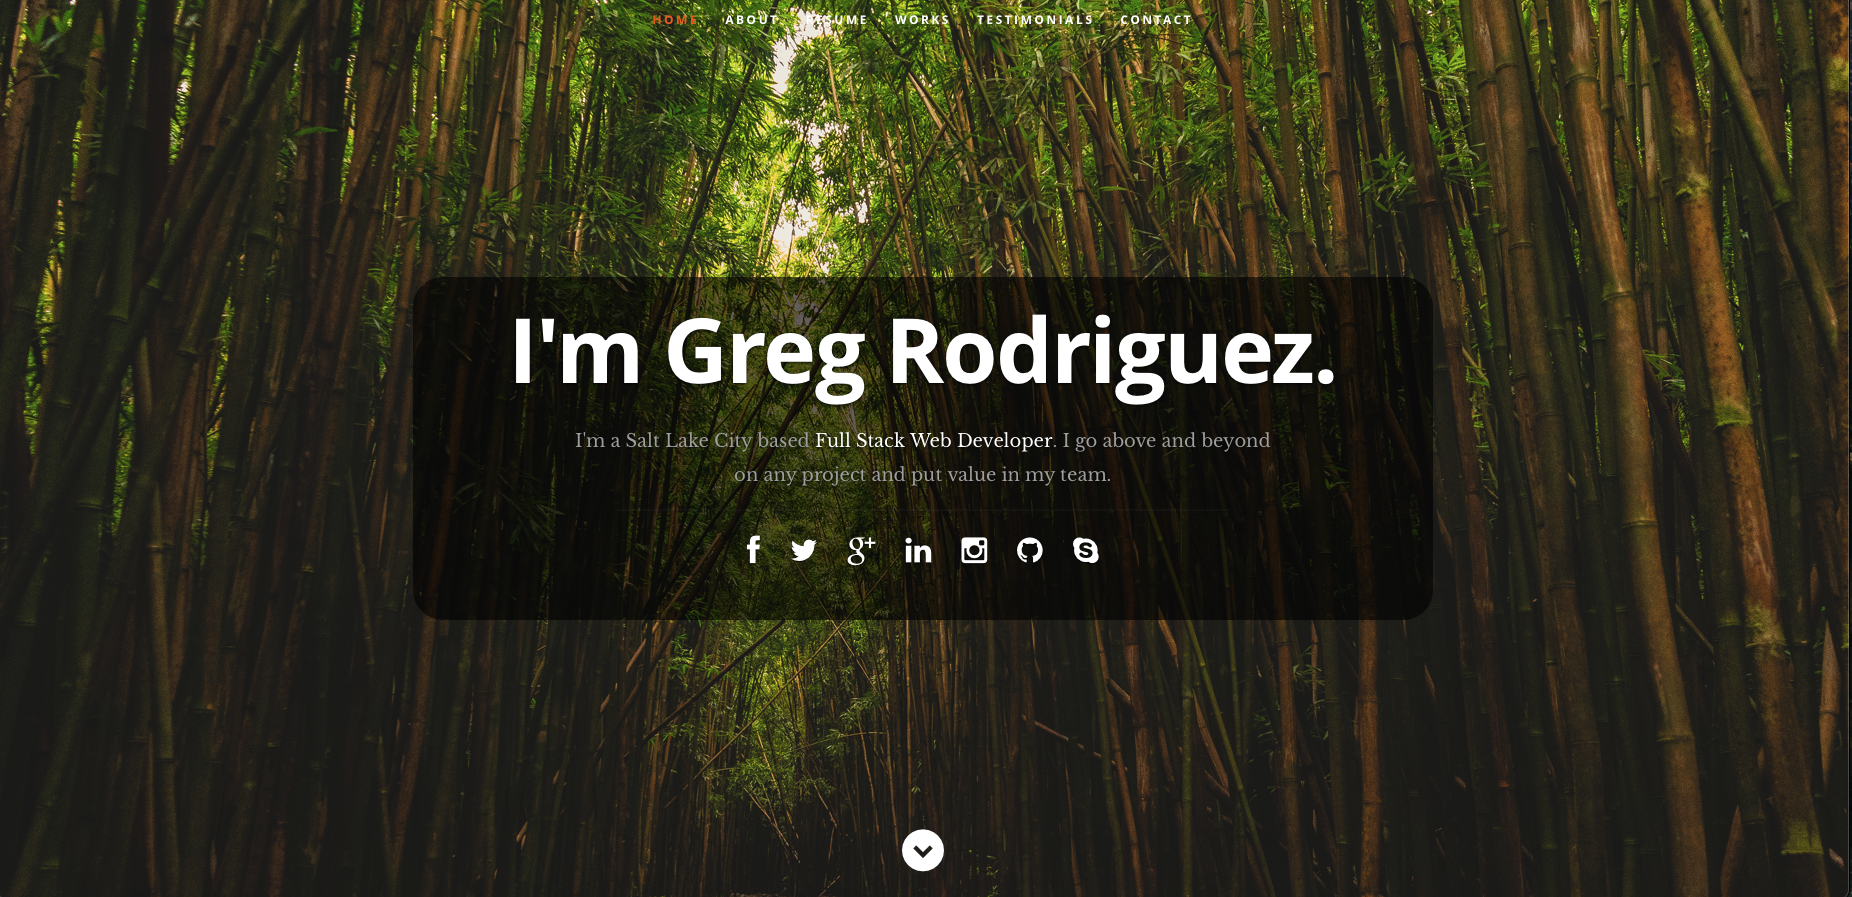 HOME ABOUT RESUME WORKS TESTIMONIALS CONTACT
I'm Greg Rodriguez.
I'm a Salt Lake City based Full Stack Web Developer. I go above and beyond
on any project and put value in my team.